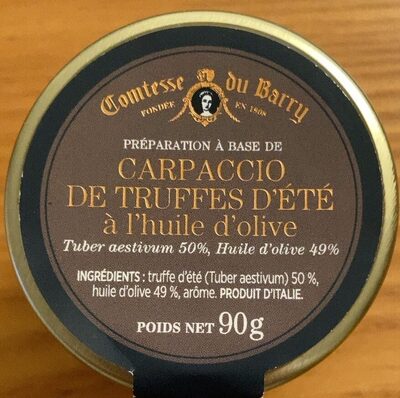 Comtesse du Barry
FONDÉE EN 1808
PRÉPARATION À BASE DE
CARPACCIO
DE TRUFFES D'ÉTÉ
à l'huile d'olive
Tuber aestivum 50%, Huile d'olive 49%
INGRÉDIENTS : truffe d'été (Tuber aestivum) 50 %,
huile d'olive 49 %, arôme. PRODUIT D'ITALIE.
POIDS NET 90g